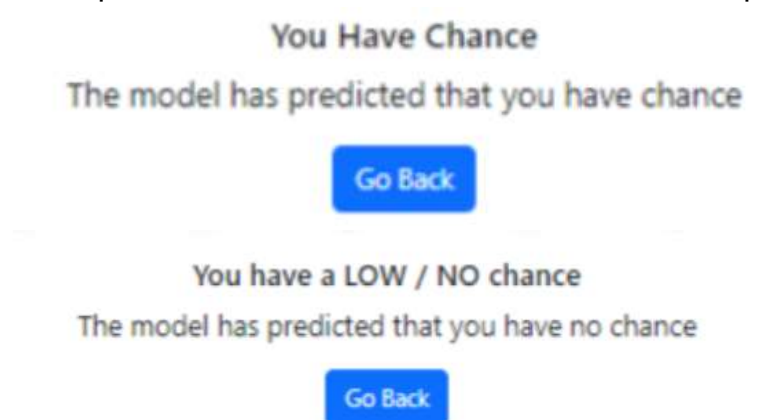 You Have Chance
The model has predicted that you have chance
Go Back
You have a LOW / NO chance
The model has predicted that you have no chance
Go Back